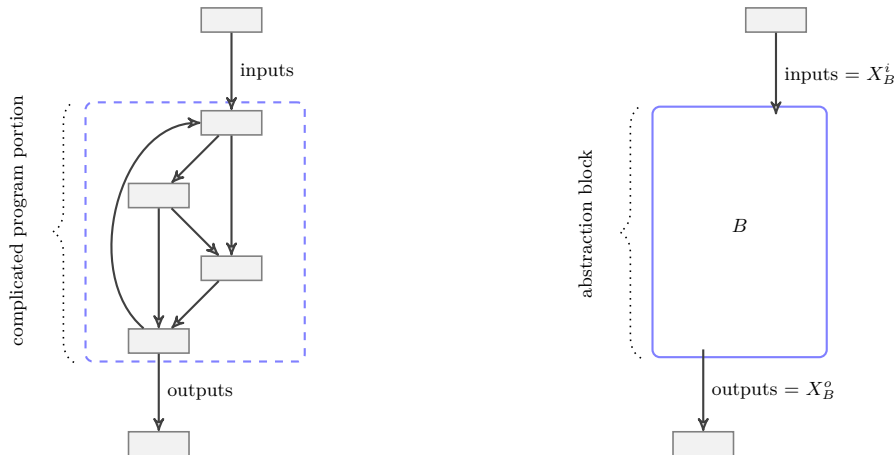 inputs
complicated program portion
outputs
inputs = X_B^i
abstraction block
B
outputs = X_B^o